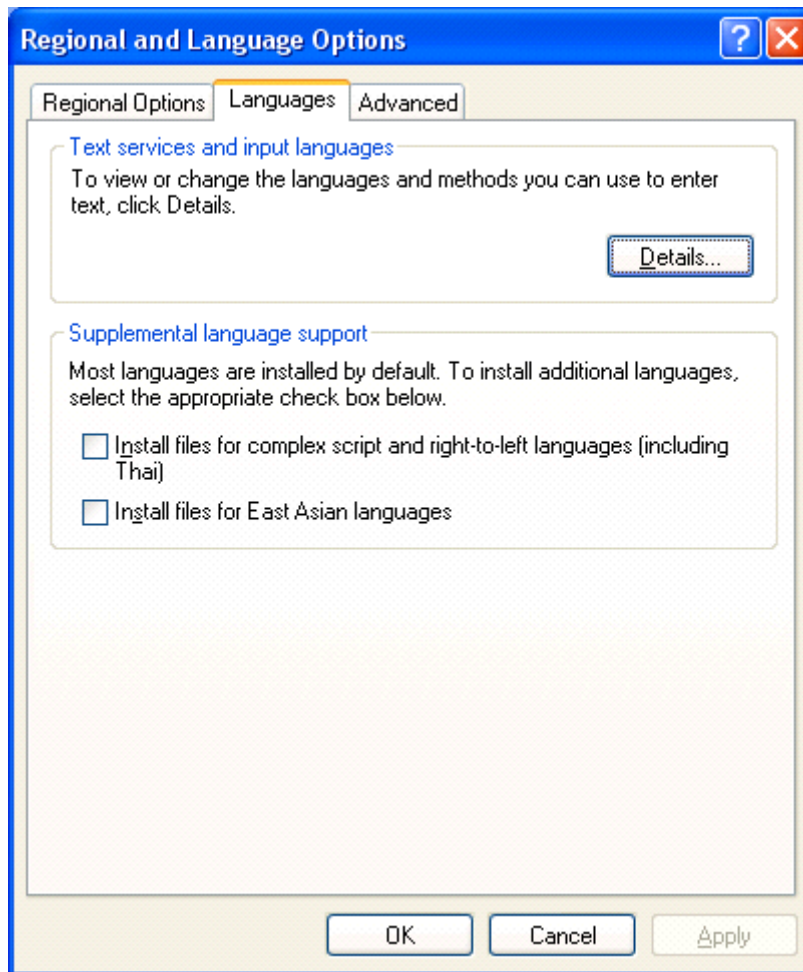 Regional and Language Options
Regional Options
Languages
Advanced
Text services and input languages
To view or change the languages and methods you can use to enter
text, click Details.
Details...
Supplemental language support
Most languages are installed by default. To install additional languages,
select the appropriate check box below.
Install files for complex script and right-to-left languages (including
Thai)
Install files for East Asian languages
OK
Cancel
Apply